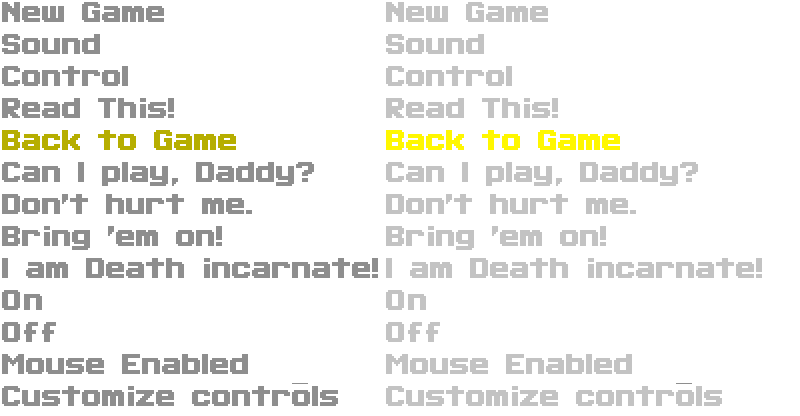 New Game New Game
Sound Sound
Control Control
Read This! Read This!
Back to Game Back to Game
Can I play, Daddy? Can I play, Daddy?
Don't hurt me. Don't hurt me.
Bring 'em on! Bring 'em on!
I am Death incarnate! I am Death incarnate!
On On
Off Off
Mouse Enabled Mouse Enabled
Customize contrōls Customize contrōls